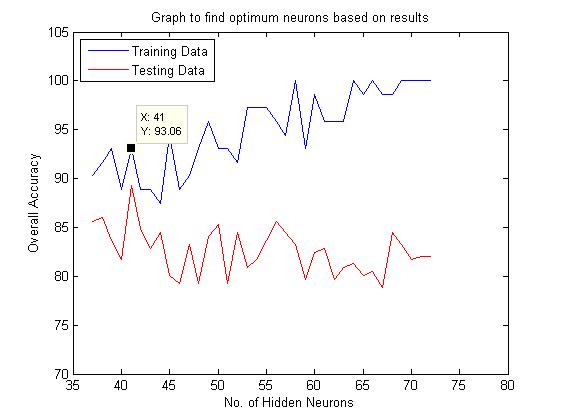 Graph to find optimum neurons based on results
105
100
95
90
85
80
75
70
Overall Accuracy
Training Data
Testing Data
X: 41
Y: 93.06
35 40 45 50 55 60 65 70 75 80
No. of Hidden Neurons